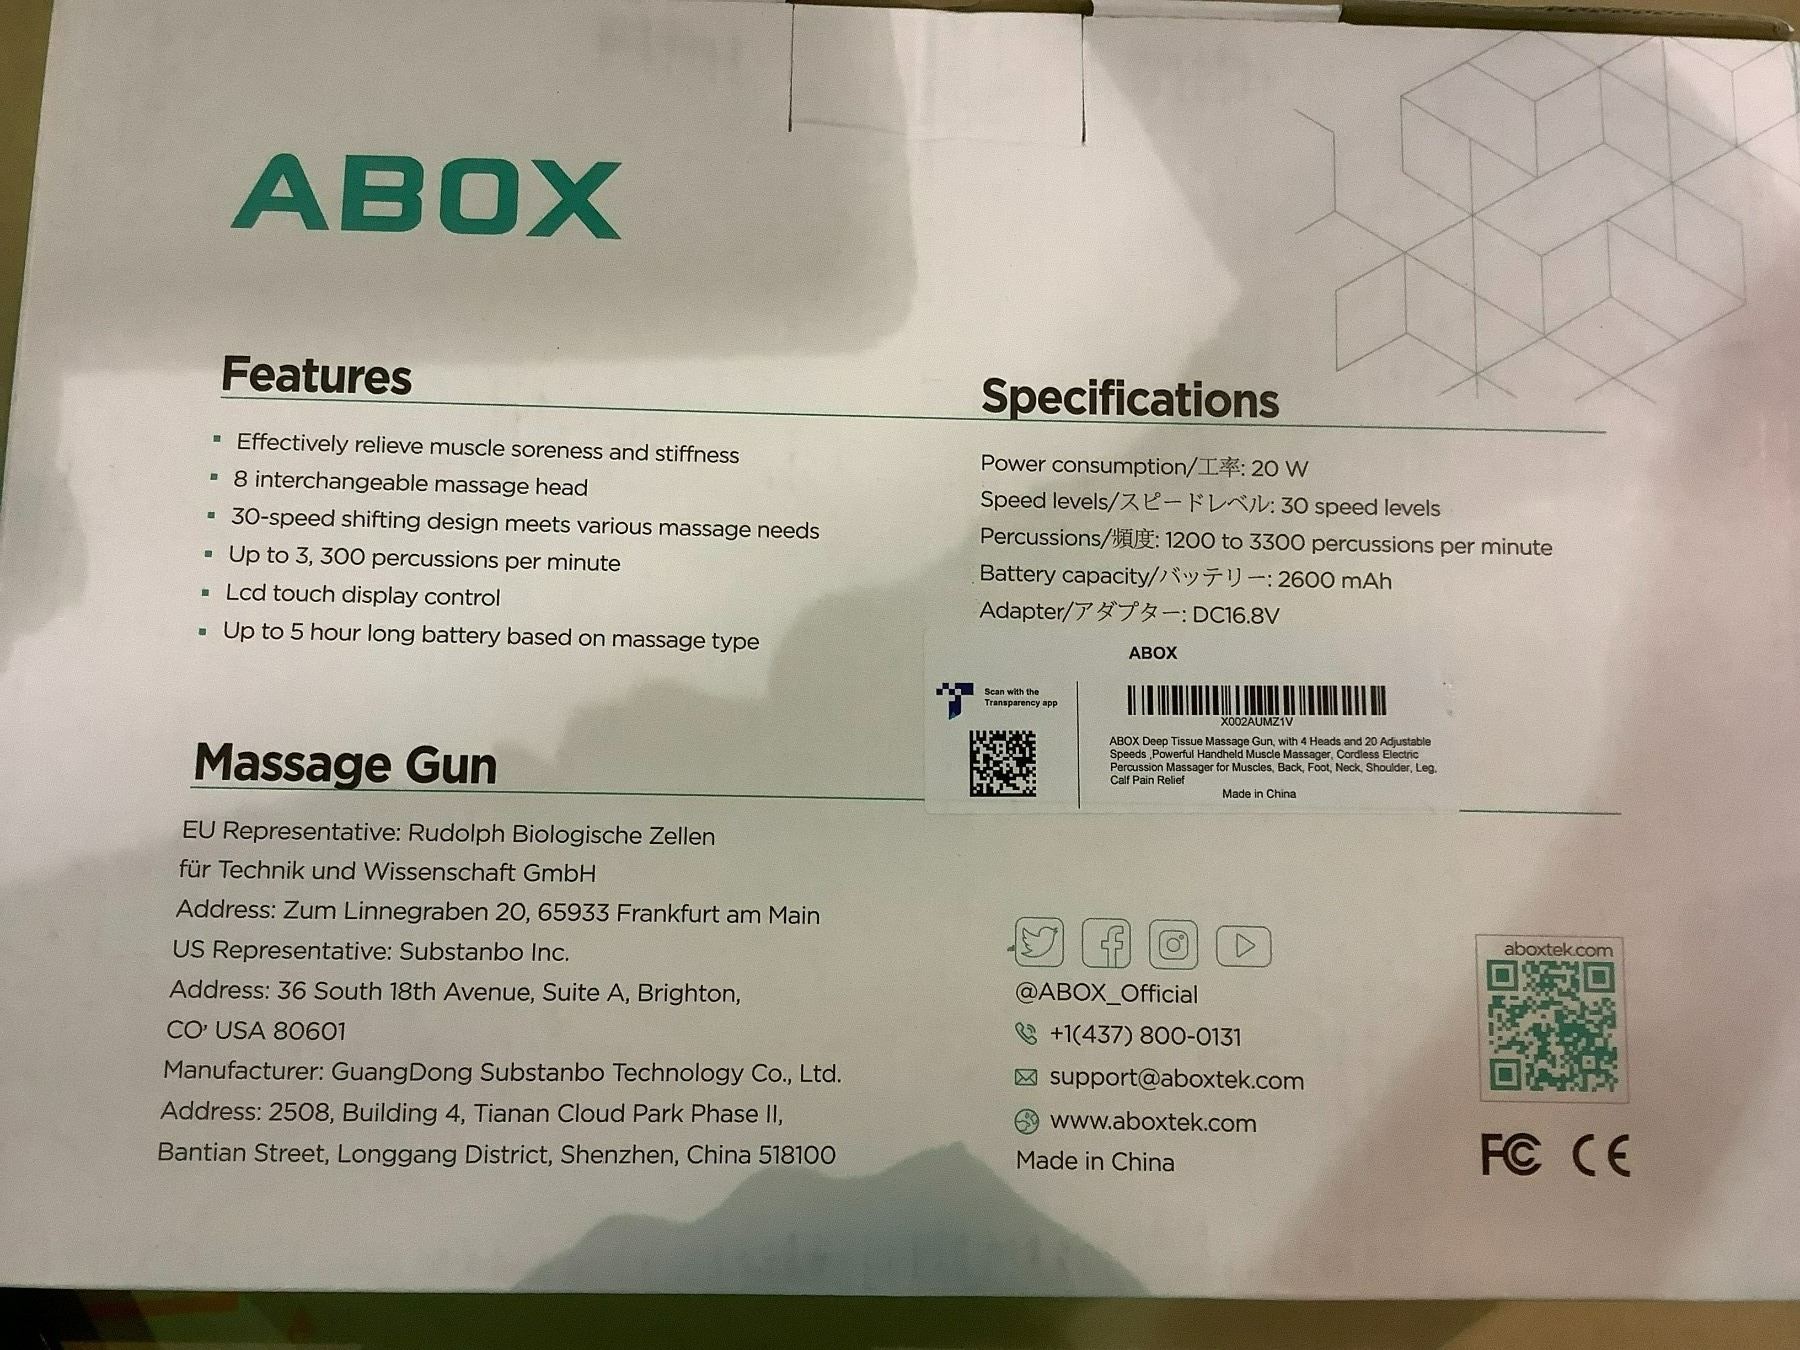 ABOX
Features
▪ Effectively relieve muscle soreness and stiffness
▪ 8 interchangeable massage head
▪ 30-speed shifting design meets various massage needs
▪ Up to 3, 300 percussions per minute
▪ Lcd touch display control
▪ Up to 5 hour long battery based on massage type
Specifications
Power consumption/工率: 20 W
Speed levels/スピードレベル: 30 speed levels
Percussions/頻度: 1200 to 3300 percussions per minute
Battery capacity/バッテリー: 2600 mAh
Adapter/アダプター: DC16.8V
ABOX
Scan with the
Transparency app
X002AUMZ1V
ABOX Deep Tissue Massage Gun, with 4 Heads and 20 Adjustable
Speeds ,Powerful Handheld Muscle Massager, Cordless Electric
Percussion Massager for Muscles, Back, Foot, Neck, Shoulder, Leg,
Calf Pain Relief
Made in China
Massage Gun
EU Representative: Rudolph Biologische Zellen
für Technik und Wissenschaft GmbH
Address: Zum Linnegraben 20, 65933 Frankfurt am Main
US Representative: Substanbo Inc.
Address: 36 South 18th Avenue, Suite A, Brighton,
CO’ USA 80601
Manufacturer: GuangDong Substanbo Technology Co., Ltd.
Address: 2508, Building 4, Tianan Cloud Park Phase II,
Bantian Street, Longgang District, Shenzhen, China 518100
@ABOX_Official
+1(437) 800-0131
support@aboxtek.com
www.aboxtek.com
Made in China
aboxtek.com
FC CE